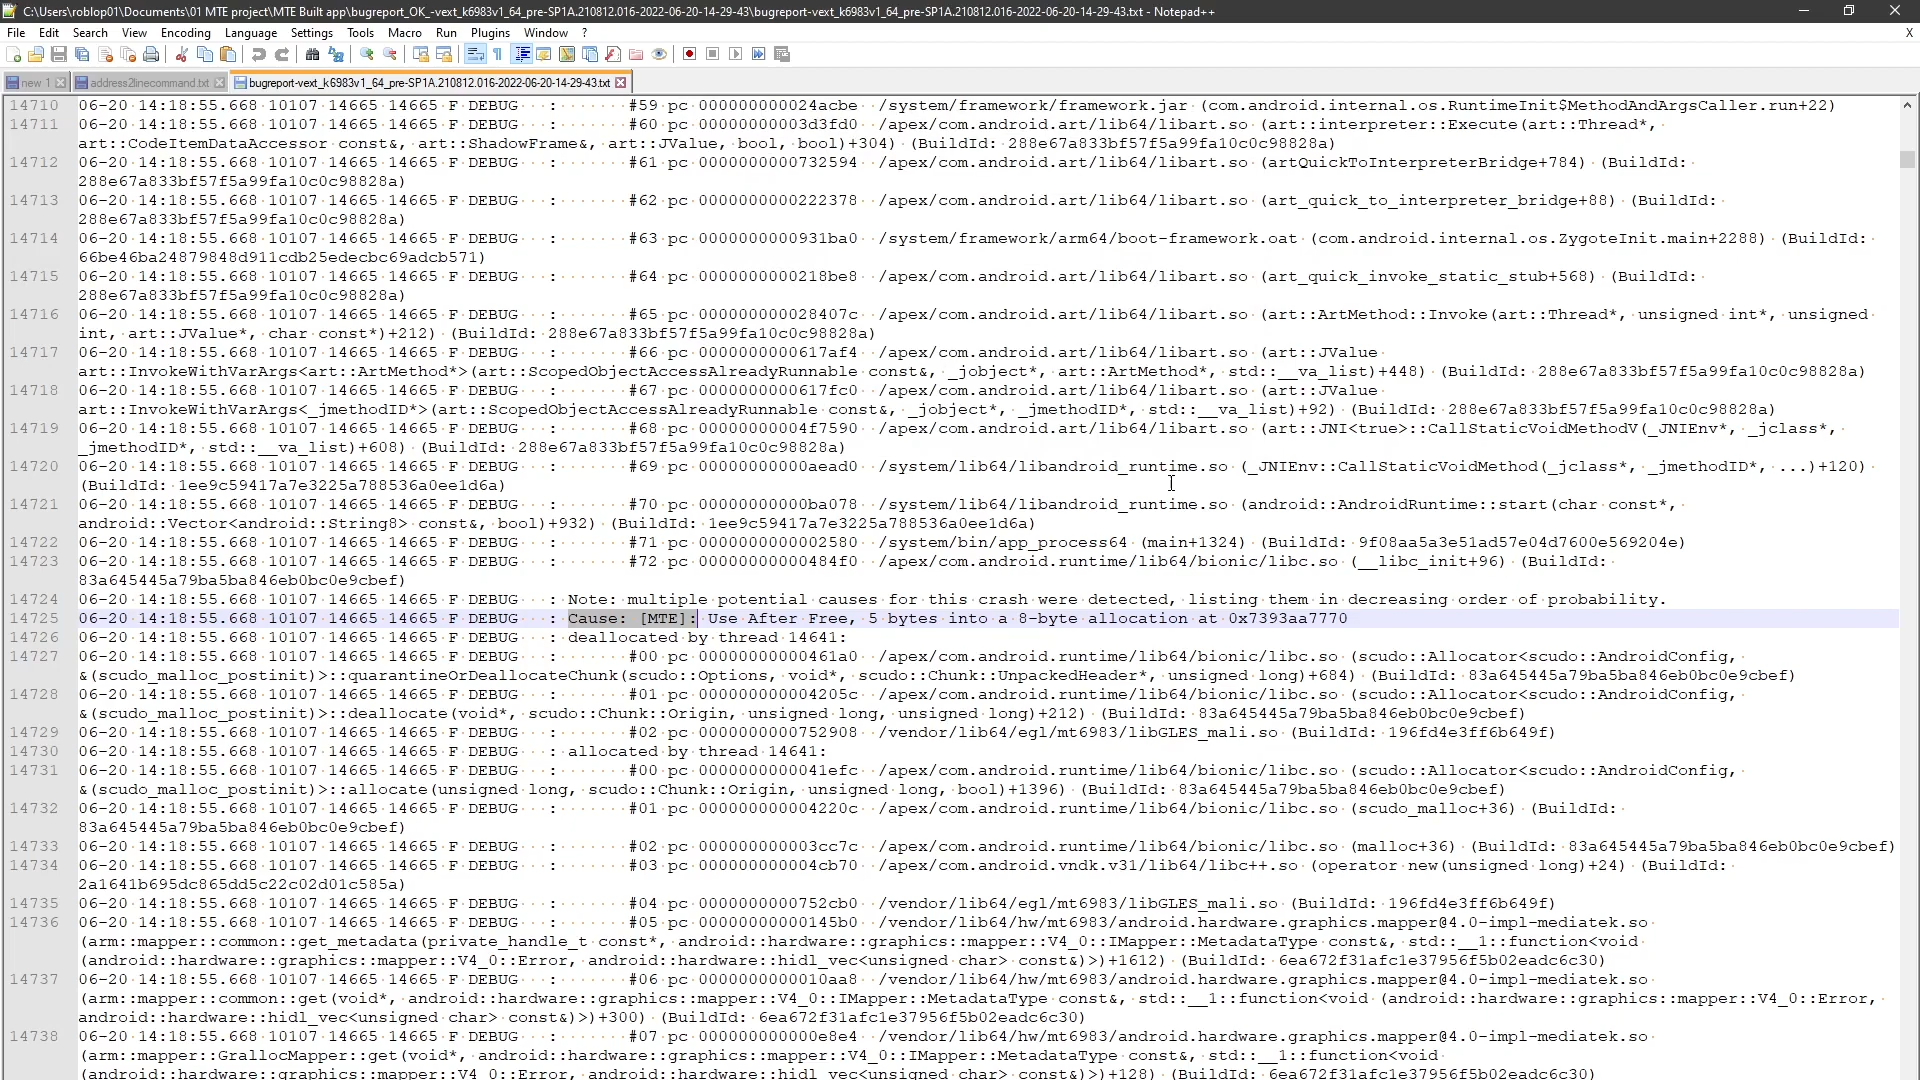 C:\Users\roblop01\Documents\01 MTE project\MTE Built app\bugreport_OK_-vext_k6983v1_64_pre-SP1A.210812.016-2022-06-20-14-29-43\bugreport-vext_k6983v1_64_pre-SP1A.210812.016-2022-06-20-14-29-43.txt - Notepad++
File Edit Search View Encoding Language Settings Tools Macro Run Plugins Window ? X
new 1 address2linecommand.txt bugreport-vext_k6983v1_64_pre-SP1A.210812.016-2022-06-20-14-29-43.txt
14710 06-20 14:18:55.668 10107 14665 14665 F DEBUG : #59 pc 000000000024acbe /system/framework/framework.jar (com.android.internal.os.RuntimeInit$MethodAndArgsCaller.run+22)
14711 06-20 14:18:55.668 10107 14665 14665 F DEBUG : #60 pc 00000000003d3fd0 /apex/com.android.art/lib64/libart.so (art::interpreter::Execute(art::Thread*,
art::CodeItemDataAccessor const&, art::ShadowFrame&, art::JValue, bool, bool)+304) (BuildId: 288e67a833bf57f5a99fa10c0c98828a)
14712 06-20 14:18:55.668 10107 14665 14665 F DEBUG : #61 pc 0000000000732594 /apex/com.android.art/lib64/libart.so (artQuickToInterpreterBridge+784) (BuildId:
288e67a833bf57f5a99fa10c0c98828a)
14713 06-20 14:18:55.668 10107 14665 14665 F DEBUG : #62 pc 0000000000222378 /apex/com.android.art/lib64/libart.so (art_quick_to_interpreter_bridge+88) (BuildId:
288e67a833bf57f5a99fa10c0c98828a)
14714 06-20 14:18:55.668 10107 14665 14665 F DEBUG : #63 pc 0000000000931ba0 /system/framework/arm64/boot-framework.oat (com.android.internal.os.ZygoteInit.main+2288) (BuildId:
66be46ba24879848d911cdb25edecbc69adcb571)
14715 06-20 14:18:55.668 10107 14665 14665 F DEBUG : #64 pc 0000000000218be8 /apex/com.android.art/lib64/libart.so (art_quick_invoke_static_stub+568) (BuildId:
288e67a833bf57f5a99fa10c0c98828a)
14716 06-20 14:18:55.668 10107 14665 14665 F DEBUG : #65 pc 000000000028407c /apex/com.android.art/lib64/libart.so (art::ArtMethod::Invoke(art::Thread*, unsigned int*, unsigned
int, art::JValue*, char const*)+212) (BuildId: 288e67a833bf57f5a99fa10c0c98828a)
14717 06-20 14:18:55.668 10107 14665 14665 F DEBUG : #66 pc 0000000000617af4 /apex/com.android.art/lib64/libart.so (art::JValue
art::InvokeWithVarArgs<art::ArtMethod*>(art::ScopedObjectAccessAlreadyRunnable const&, _jobject*, art::ArtMethod*, std::__va_list)+448) (BuildId: 288e67a833bf57f5a99fa10c0c98828a)
14718 06-20 14:18:55.668 10107 14665 14665 F DEBUG : #67 pc 0000000000617fc0 /apex/com.android.art/lib64/libart.so (art::JValue
art::InvokeWithVarArgs<_jmethodID*>(art::ScopedObjectAccessAlreadyRunnable const&, _jobject*, _jmethodID*, std::__va_list)+92) (BuildId: 288e67a833bf57f5a99fa10c0c98828a)
14719 06-20 14:18:55.668 10107 14665 14665 F DEBUG : #68 pc 00000000004f7590 /apex/com.android.art/lib64/libart.so (art::JNI<true>::CallStaticVoidMethodV(_JNIEnv*, _jclass*,
_jmethodID*, std::__va_list)+608) (BuildId: 288e67a833bf57f5a99fa10c0c98828a)
14720 06-20 14:18:55.668 10107 14665 14665 F DEBUG : #69 pc 00000000000aead0 /system/lib64/libandroid_runtime.so (_JNIEnv::CallStaticVoidMethod(_jclass*, _jmethodID*, ...)+120)
(BuildId: 1ee9c59417a7e3225a788536a0ee1d6a)
14721 06-20 14:18:55.668 10107 14665 14665 F DEBUG : #70 pc 00000000000ba078 /system/lib64/libandroid_runtime.so (android::AndroidRuntime::start(char const*,
android::Vector<android::String8> const&, bool)+932) (BuildId: 1ee9c59417a7e3225a788536a0ee1d6a)
14722 06-20 14:18:55.668 10107 14665 14665 F DEBUG : #71 pc 0000000000002580 /system/bin/app_process64 (main+1324) (BuildId: 9f08aa5a3e51ad57e04d7600e569204e)
14723 06-20 14:18:55.668 10107 14665 14665 F DEBUG : #72 pc 00000000000484f0 /apex/com.android.runtime/lib64/bionic/libc.so (__libc_init+96) (BuildId:
83a645445a79ba5ba846eb0bc0e9cbef)
14724 06-20 14:18:55.668 10107 14665 14665 F DEBUG : Note: multiple potential causes for this crash were detected, listing them in decreasing order of probability.
14725 06-20 14:18:55.668 10107 14665 14665 F DEBUG : Cause: [MTE]: Use After Free, 5 bytes into a 8-byte allocation at 0x7393aa7770
14726 06-20 14:18:55.668 10107 14665 14665 F DEBUG : deallocated by thread 14641:
14727 06-20 14:18:55.668 10107 14665 14665 F DEBUG : #00 pc 00000000000461a0 /apex/com.android.runtime/lib64/bionic/libc.so (scudo::Allocator<scudo::AndroidConfig,
&(scudo_malloc_postinit)>::quarantineOrDeallocateChunk(scudo::Options, void*, scudo::Chunk::UnpackedHeader*, unsigned long)+684) (BuildId: 83a645445a79ba5ba846eb0bc0e9cbef)
14728 06-20 14:18:55.668 10107 14665 14665 F DEBUG : #01 pc 000000000004205c /apex/com.android.runtime/lib64/bionic/libc.so (scudo::Allocator<scudo::AndroidConfig,
&(scudo_malloc_postinit)>::deallocate(void*, scudo::Chunk::Origin, unsigned long, unsigned long)+212) (BuildId: 83a645445a79ba5ba846eb0bc0e9cbef)
14729 06-20 14:18:55.668 10107 14665 14665 F DEBUG : #02 pc 0000000000752908 /vendor/lib64/egl/mt6983/libGLES_mali.so (BuildId: 196fd4e3ff6b649f)
14730 06-20 14:18:55.668 10107 14665 14665 F DEBUG : allocated by thread 14641:
14731 06-20 14:18:55.668 10107 14665 14665 F DEBUG : #00 pc 0000000000041efc /apex/com.android.runtime/lib64/bionic/libc.so (scudo::Allocator<scudo::AndroidConfig,
&(scudo_malloc_postinit)>::allocate(unsigned long, scudo::Chunk::Origin, unsigned long, bool)+1396) (BuildId: 83a645445a79ba5ba846eb0bc0e9cbef)
14732 06-20 14:18:55.668 10107 14665 14665 F DEBUG : #01 pc 000000000004220c /apex/com.android.runtime/lib64/bionic/libc.so (scudo_malloc+36) (BuildId:
83a645445a79ba5ba846eb0bc0e9cbef)
14733 06-20 14:18:55.668 10107 14665 14665 F DEBUG : #02 pc 000000000003cc7c /apex/com.android.runtime/lib64/bionic/libc.so (malloc+36) (BuildId: 83a645445a79ba5ba846eb0bc0e9cbef)
14734 06-20 14:18:55.668 10107 14665 14665 F DEBUG : #03 pc 000000000004cb70 /apex/com.android.vndk.v31/lib64/libc++.so (operator new(unsigned long)+24) (BuildId:
2a1641b695dc865dd5c22c02d01c585a)
14735 06-20 14:18:55.668 10107 14665 14665 F DEBUG : #04 pc 0000000000752cb0 /vendor/lib64/egl/mt6983/libGLES_mali.so (BuildId: 196fd4e3ff6b649f)
14736 06-20 14:18:55.668 10107 14665 14665 F DEBUG : #05 pc 00000000000145b0 /vendor/lib64/hw/mt6983/android.hardware.graphics.mapper@4.0-impl-mediatek.so
(arm::mapper::common::get_metadata(private_handle_t const*, android::hardware::graphics::mapper::V4_0::IMapper::MetadataType const&, std::__1::function<void
(android::hardware::graphics::mapper::V4_0::Error, android::hardware::hidl_vec<unsigned char> const&)>)+1612) (BuildId: 6ea672f31afc1e37956f5b02eadc6c30)
14737 06-20 14:18:55.668 10107 14665 14665 F DEBUG : #06 pc 0000000000010aa8 /vendor/lib64/hw/mt6983/android.hardware.graphics.mapper@4.0-impl-mediatek.so
(arm::mapper::common::get(void*, android::hardware::graphics::mapper::V4_0::IMapper::MetadataType const&, std::__1::function<void (android::hardware::graphics::mapper::V4_0::Error,
android::hardware::hidl_vec<unsigned char> const&)>)+300) (BuildId: 6ea672f31afc1e37956f5b02eadc6c30)
14738 06-20 14:18:55.668 10107 14665 14665 F DEBUG : #07 pc 000000000000e8e4 /vendor/lib64/hw/mt6983/android.hardware.graphics.mapper@4.0-impl-mediatek.so
(arm::mapper::GrallocMapper::get(void*, android::hardware::graphics::mapper::V4_0::IMapper::MetadataType const&, std::__1::function<void
(android::hardware::graphics::mapper::V4_0::Error, android::hardware::hidl_vec<unsigned char> const&)>)+128) (BuildId: 6ea672f31afc1e37956f5b02eadc6c30)